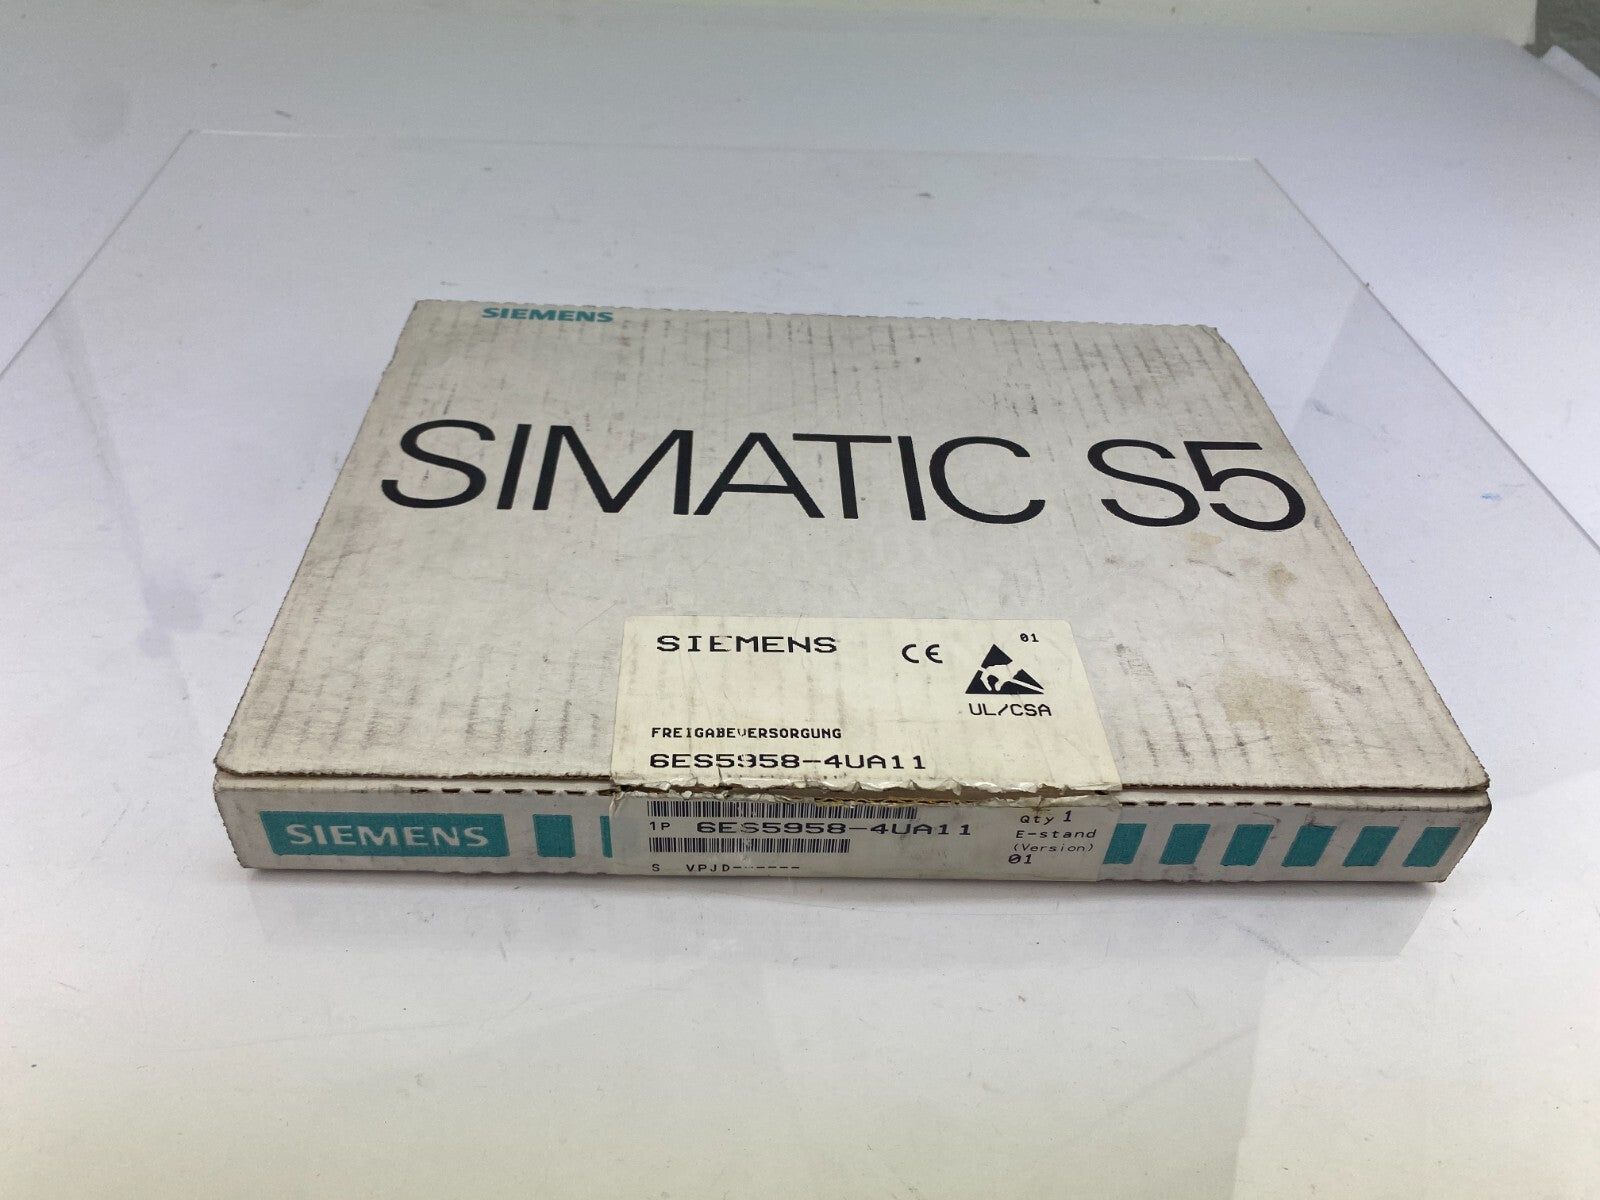 SIEMENS
SIMATIC S5
SIEMENS
CE
01
UL/CSA
FREIGABEVERSORGUNG
6ES5958-4UA11
SIEMENS
1P 6ES5958-4UA11
Qty 1
E-stand
(Version)
01
S VPJD------